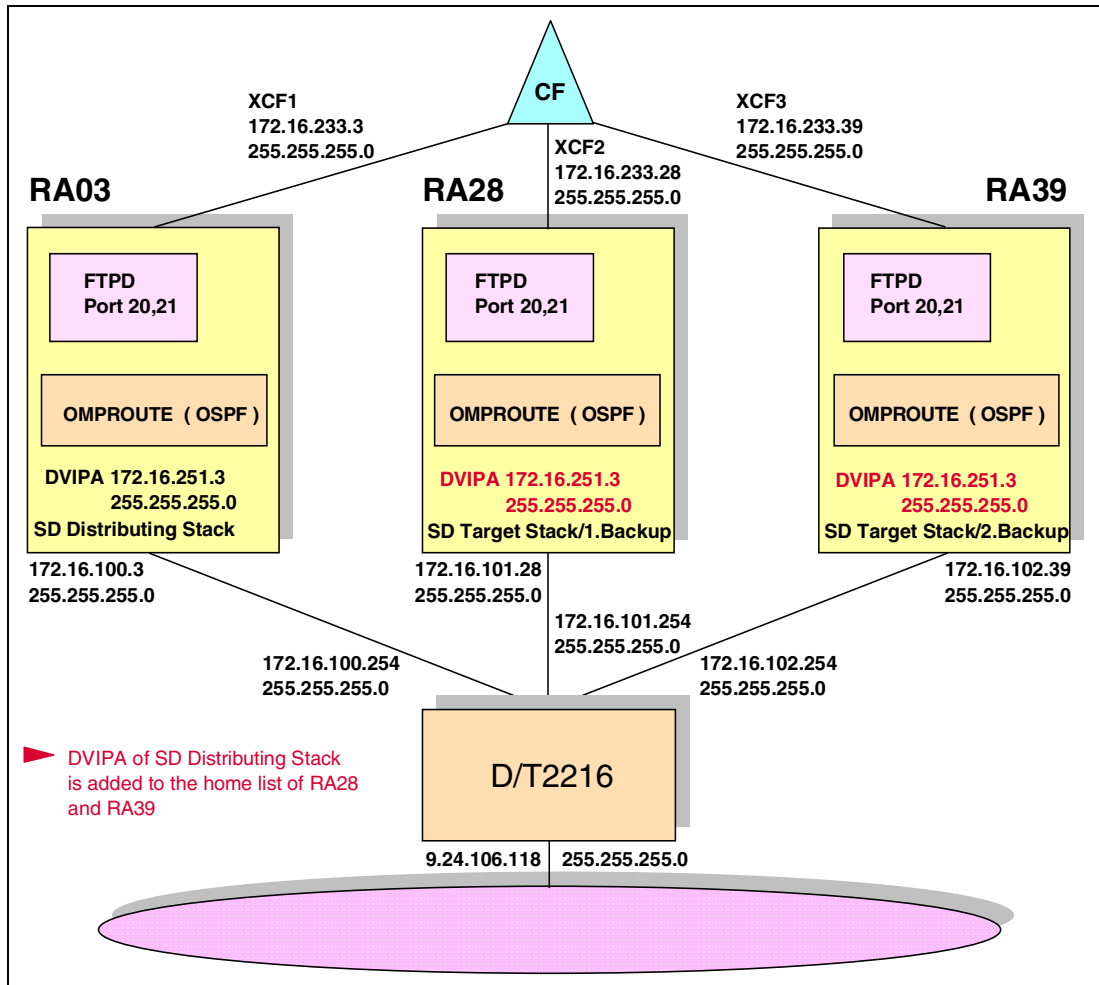 CF
XCF1
172.16.233.3
255.255.255.0
XCF2
172.16.233.28
255.255.255.0
XCF3
172.16.233.39
255.255.255.0
RA03
RA28
RA39
FTPD
Port 20,21
FTPD
Port 20,21
FTPD
Port 20,21
OMPROUTE ( OSPF )
OMPROUTE ( OSPF )
OMPROUTE ( OSPF )
DVIPA 172.16.251.3
255.255.255.0
SD Distributing Stack
DVIPA 172.16.251.3
255.255.255.0
SD Target Stack/1.Backup
DVIPA 172.16.251.3
255.255.255.0
SD Target Stack/2.Backup
172.16.100.3
255.255.255.0
172.16.101.28
255.255.255.0
172.16.102.39
255.255.255.0
172.16.100.254
255.255.255.0
172.16.101.254
255.255.255.0
172.16.102.254
255.255.255.0
DVIPA of SD Distributing Stack
is added to the home list of RA28
and RA39
D/T2216
9.24.106.118 255.255.255.0